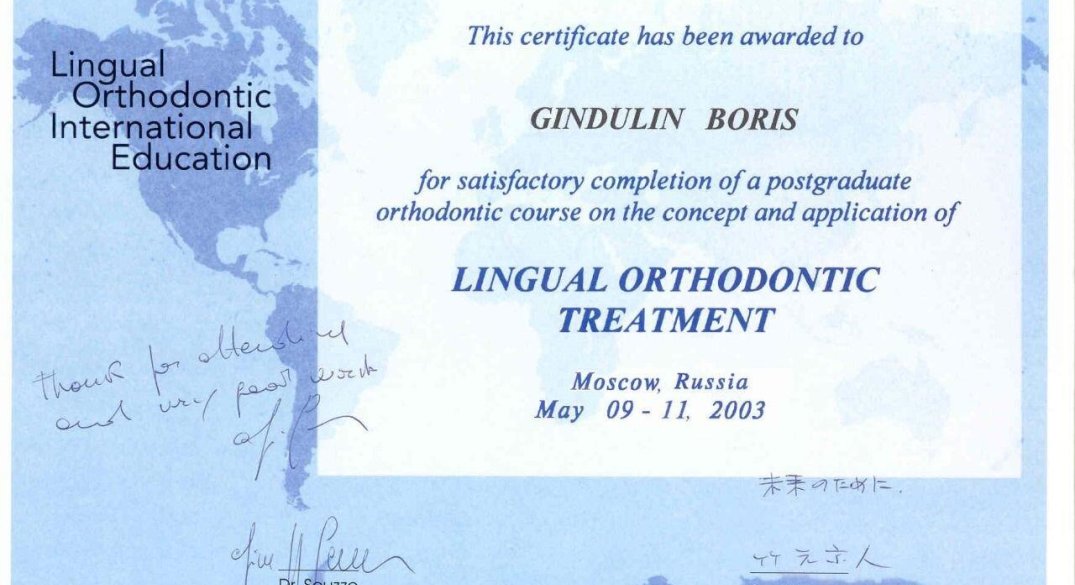 Lingual
Orthodontic
International
Education
This certificate has been awarded to
GINDULIN BORIS
for satisfactory completion of a postgraduate
orthodontic course on the concept and application of
LINGUAL ORTHODONTIC
TREATMENT
Moscow, Russia
May 09 - 11, 2003
Thank for attending
and very good work
未来のために.
竹元京人